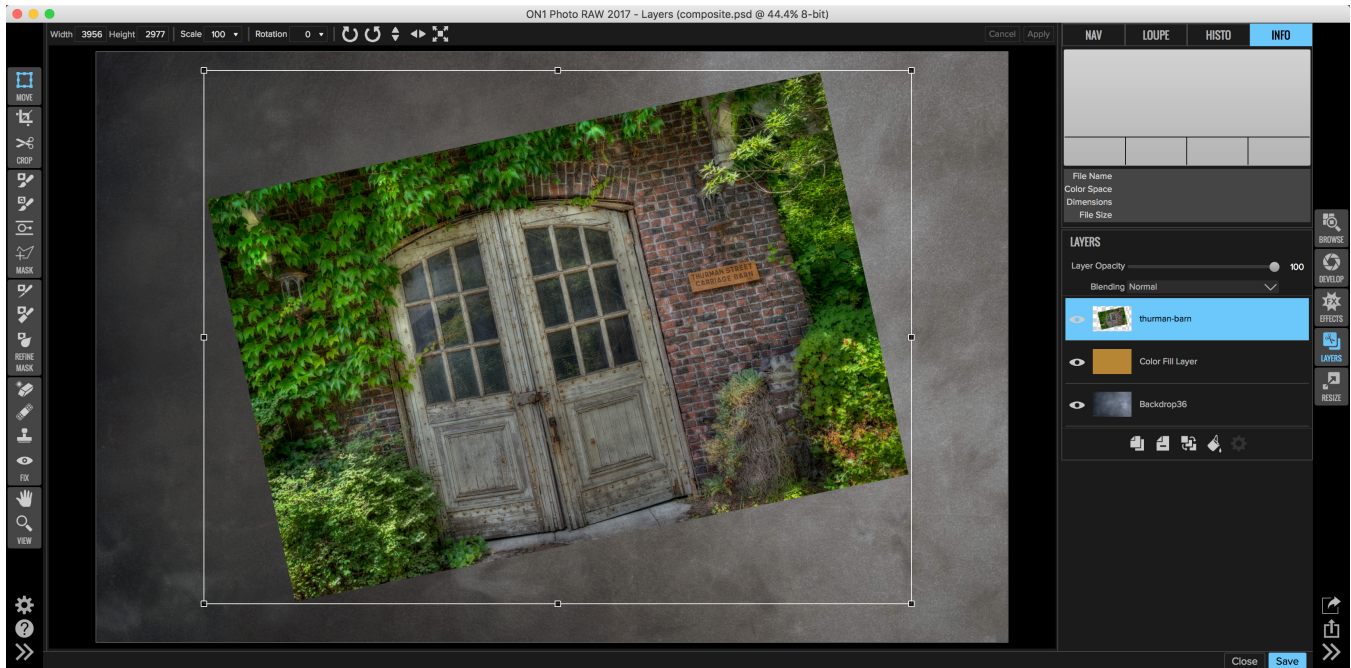 ON1 Photo RAW 2017 - Layers (composite.psd @ 44.4% 8-bit)
Width 3956 Height 2977 Scale 100 Rotation 0 Cancel Apply
NAV LOUPE HISTO INFO
MOVE
CROP
MASK
REFINE
MASK
FIX
VIEW
THURMAN STREET
CARRIAGE BARN
File Name
Color Space
Dimensions
File Size
LAYERS
Layer Opacity 100
Blending Normal
thurman-barn
Color Fill Layer
Backdrop36
BROWSE
DEVELOP
FX
EFFECTS
LAYERS
RESIZE
Close Save